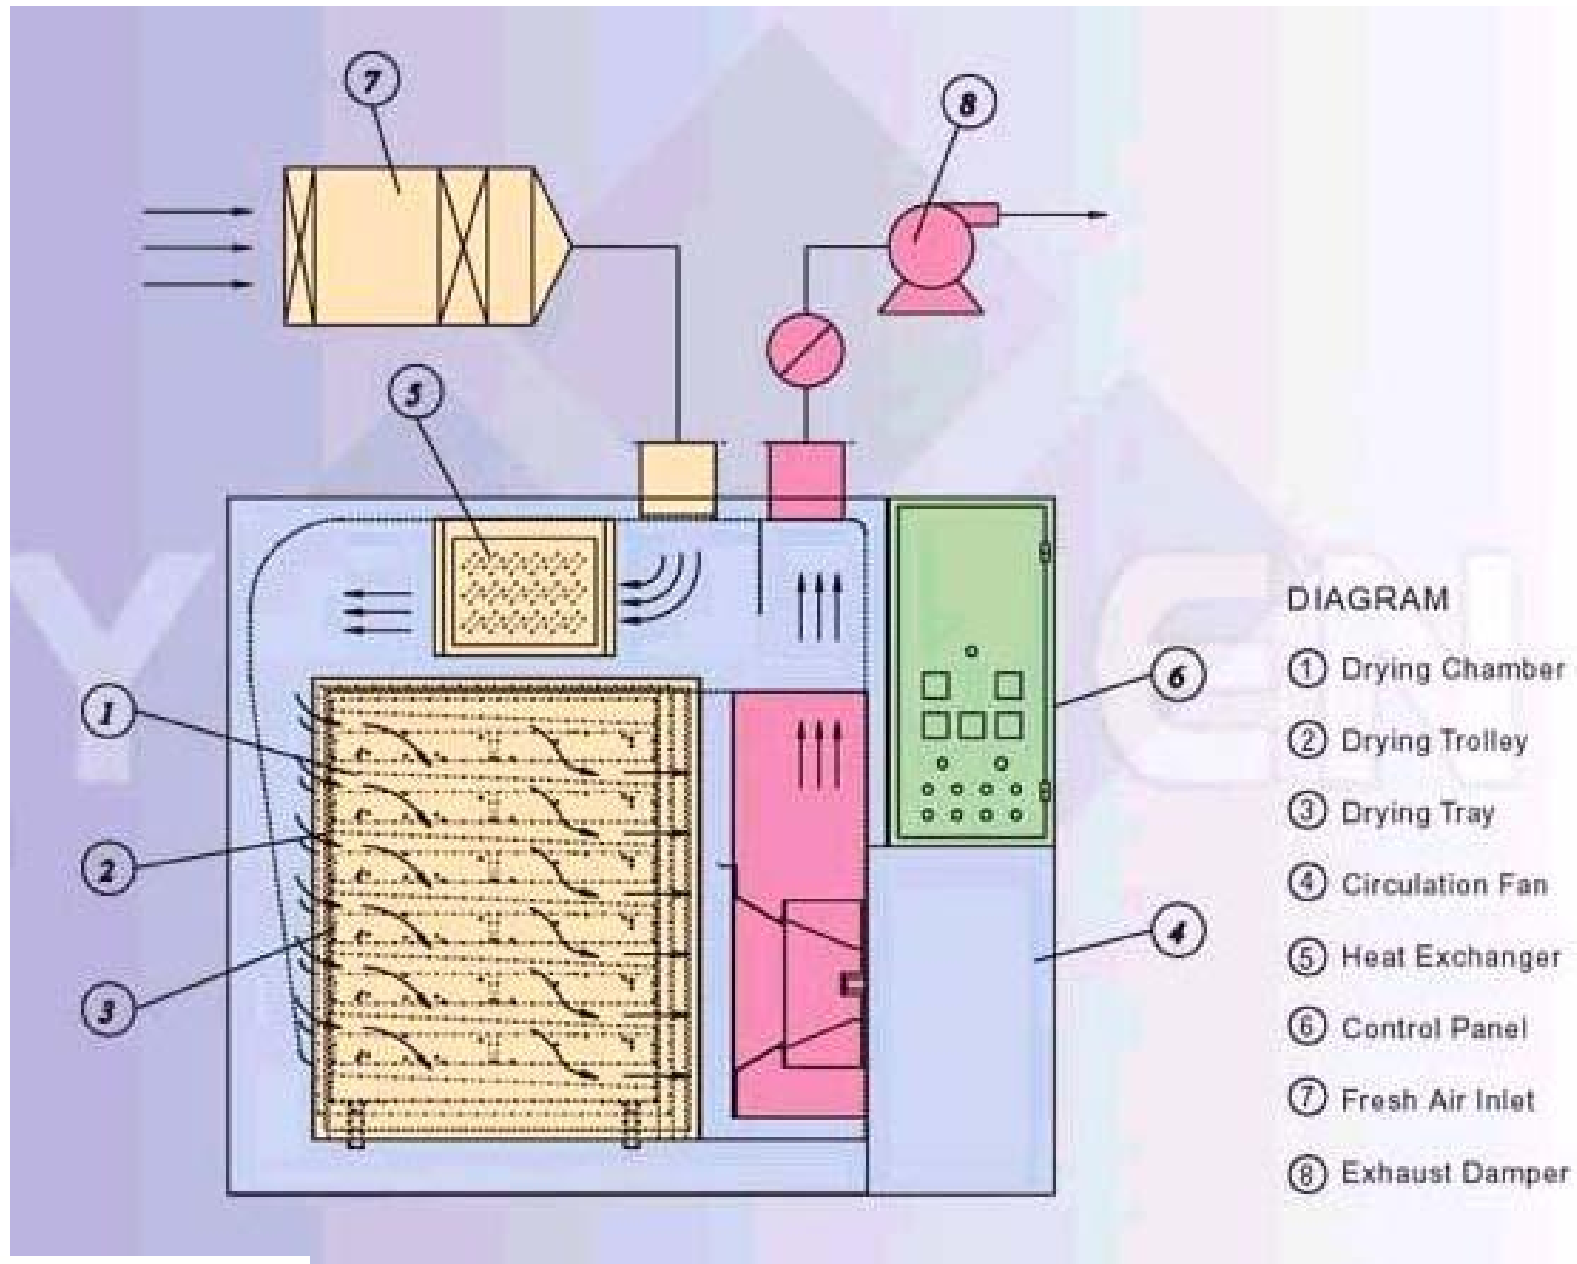 7
8
5
DIAGRAM
① Drying Chamber
② Drying Trolley
③ Drying Tray
④ Circulation Fan
⑤ Heat Exchanger
⑥ Control Panel
⑦ Fresh Air Inlet
⑧ Exhaust Damper
1
6
2
4
3
Y
EN